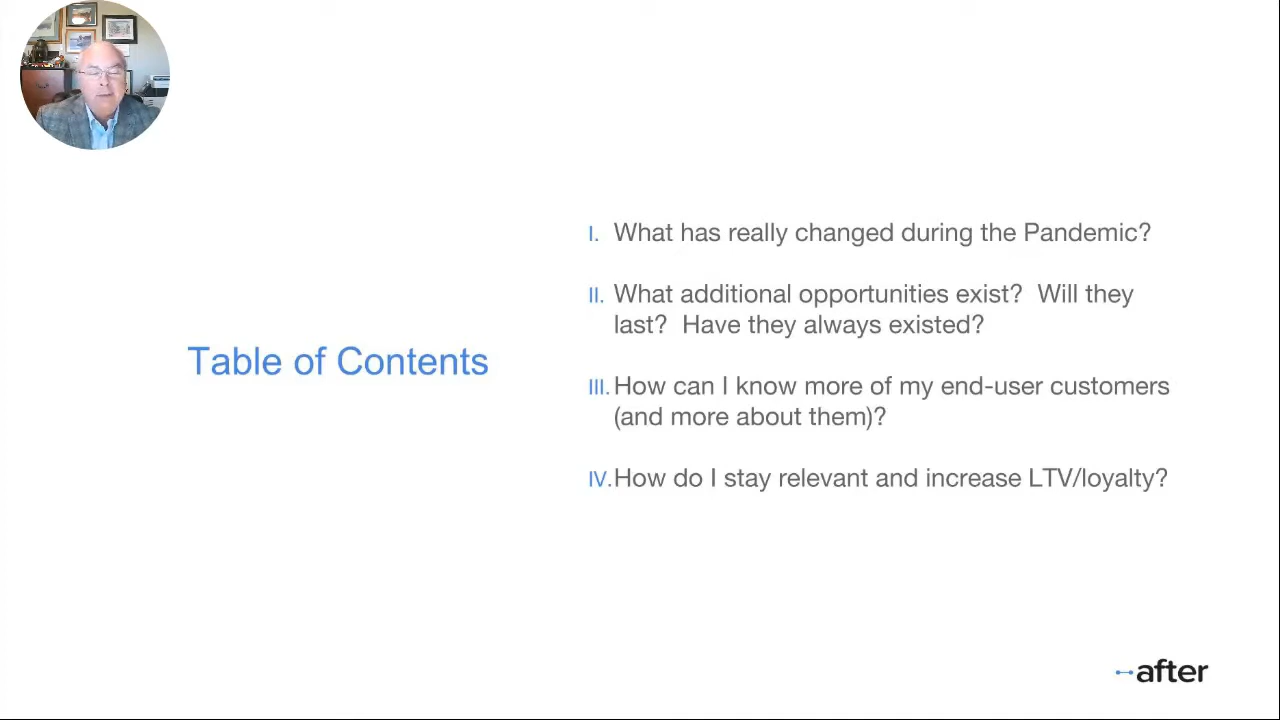 Table of Contents
I. What has really changed during the Pandemic?
II. What additional opportunities exist?  Will they
last?  Have they always existed?
III. How can I know more of my end-user customers
(and more about them)?
IV. How do I stay relevant and increase LTV/loyalty?
after